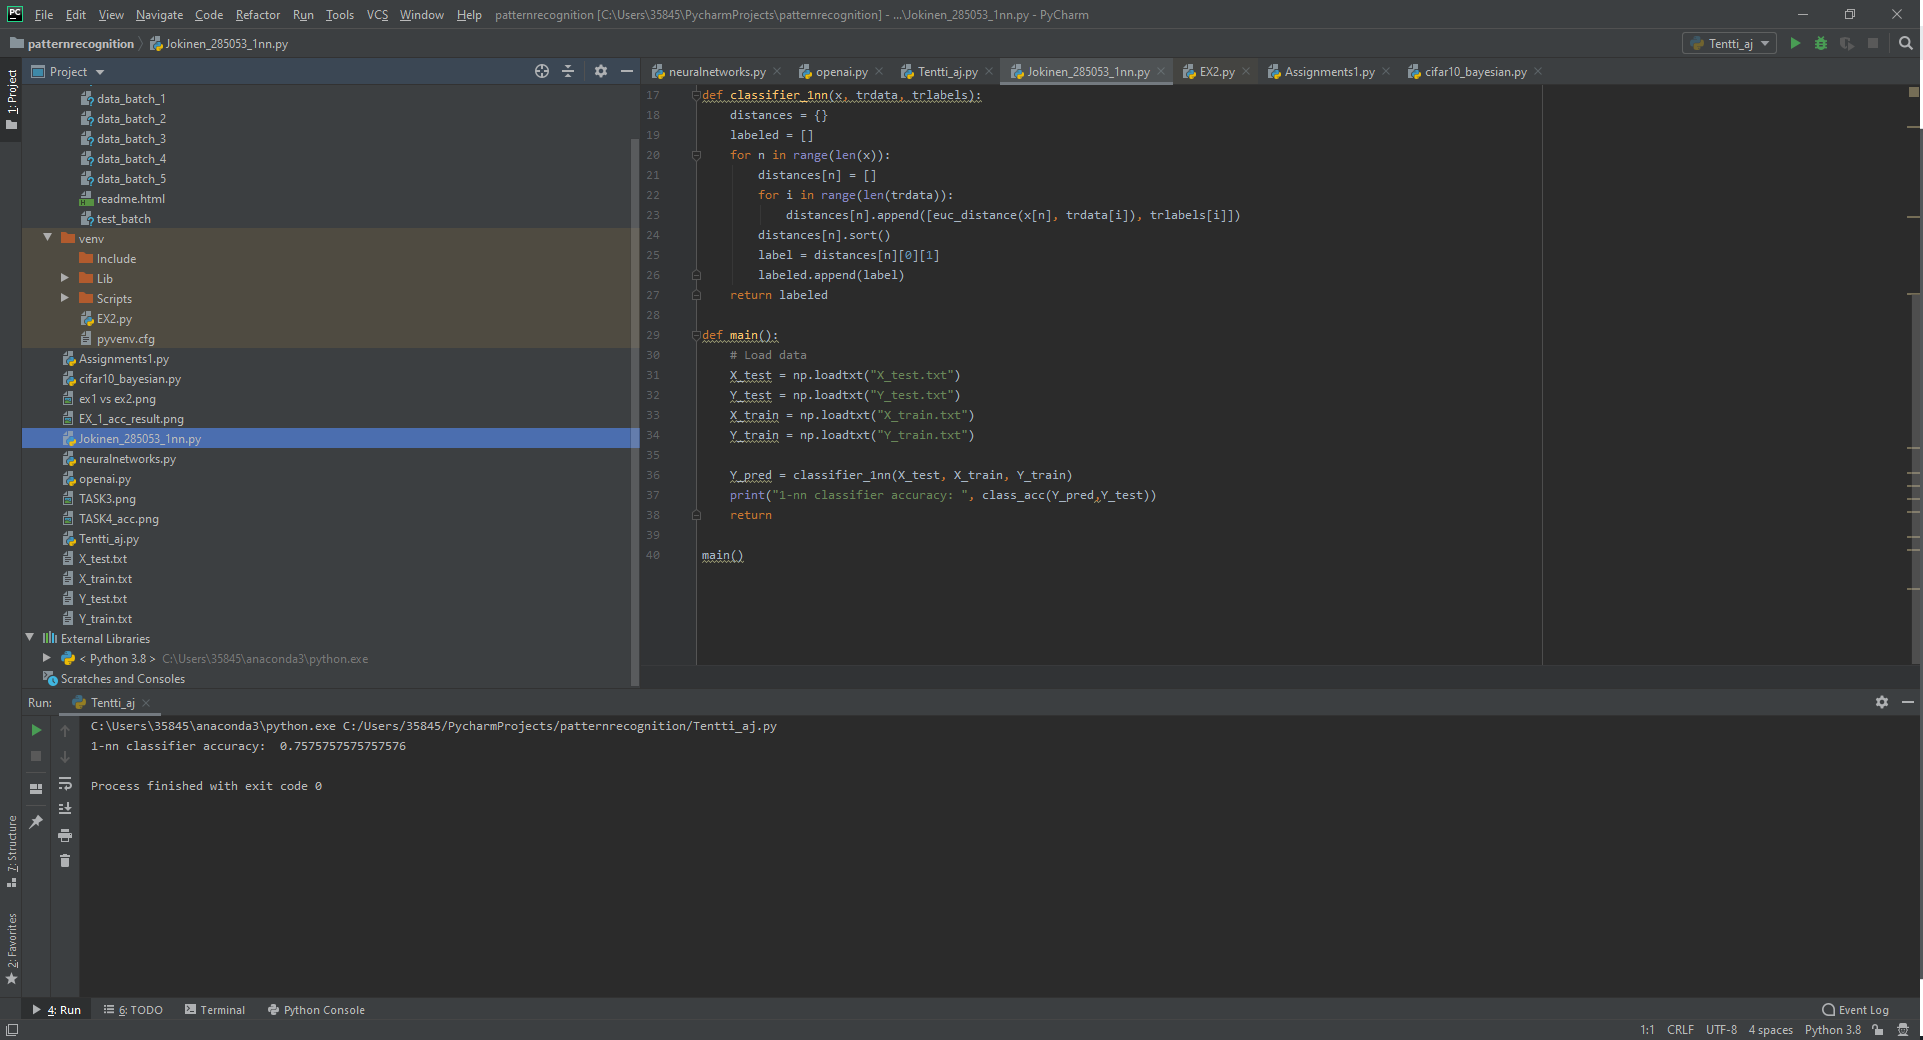 PC File Edit View Navigate Code Refactor Run Tools VCS Window Help patternrecognition [C:\Users\35845\PycharmProjects\patternrecognition] - ...\Jokinen_285053_1nn.py - PyCharm
patternrecognition Jokinen_285053_1nn.py Tentti_aj
1: Project
Project
neuralnetworks.py openai.py Tentti_aj.py Jokinen_285053_1nn.py EX2.py Assignments1.py cifar10_bayesian.py
data_batch_1
data_batch_2
data_batch_3
data_batch_4
data_batch_5
readme.html
test_batch
venv
Include
Lib
Scripts
EX2.py
pyvenv.cfg
Assignments1.py
cifar10_bayesian.py
ex1 vs ex2.png
EX_1_acc_result.png
Jokinen_285053_1nn.py
neuralnetworks.py
openai.py
TASK3.png
TASK4_acc.png
Tentti_aj.py
X_test.txt
X_train.txt
Y_test.txt
Y_train.txt
External Libraries
< Python 3.8 > C:\Users\35845\anaconda3\python.exe
Scratches and Consoles
17 def classifier_1nn(x, trdata, trlabels):
18     distances = {}
19     labeled = []
20     for n in range(len(x)):
21         distances[n] = []
22         for i in range(len(trdata)):
23             distances[n].append([euc_distance(x[n], trdata[i]), trlabels[i]])
24         distances[n].sort()
25         label = distances[n][0][1]
26         labeled.append(label)
27     return labeled
28
29 def main():
30     # Load data
31     X_test = np.loadtxt("X_test.txt")
32     Y_test = np.loadtxt("Y_test.txt")
33     X_train = np.loadtxt("X_train.txt")
34     Y_train = np.loadtxt("Y_train.txt")
35
36     Y_pred = classifier_1nn(X_test, X_train, Y_train)
37     print("1-nn classifier accuracy: ", class_acc(Y_pred,Y_test))
38     return
39
40 main()
Run: Tentti_aj
C:\Users\35845\anaconda3\python.exe C:/Users/35845/PycharmProjects/patternrecognition/Tentti_aj.py
1-nn classifier accuracy:  0.7575757575757576
Process finished with exit code 0
7: Structure
2: Favorites
4: Run 6: TODO Terminal Python Console Event Log
1:1 CRLF UTF-8 4 spaces Python 3.8